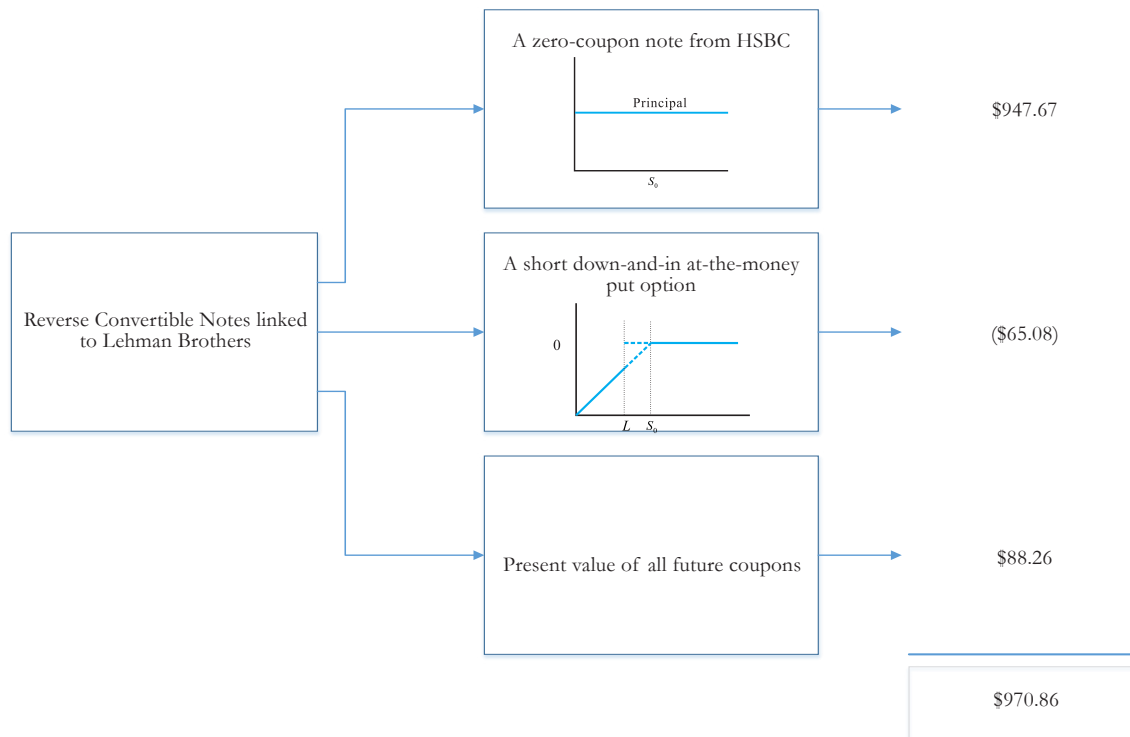 A zero-coupon note from HSBC
Principal
S₀
$947.67
Reverse Convertible Notes linked
to Lehman Brothers
A short down-and-in at-the-money
put option
0
L S₀
($65.08)
Present value of all future coupons
$88.26
$970.86